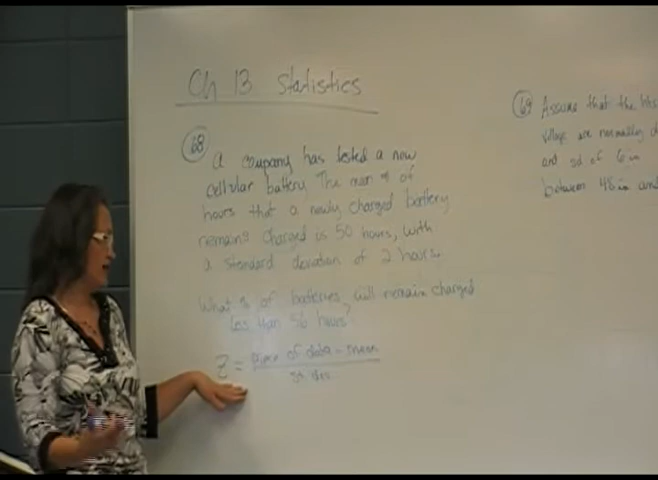 Ch 13 Statistics
68
A company has tested a new
cellular battery. The mean # of
hours that a newly charged battery
remains charged is 50 hours, with
a standard deviation of 2 hours.
What % of batteries will remain charged
less than 56 hours?
Z = piece of data - mean
st dev.
69 Assume that the
village are normally
and sd of 6 in
between 48 in and